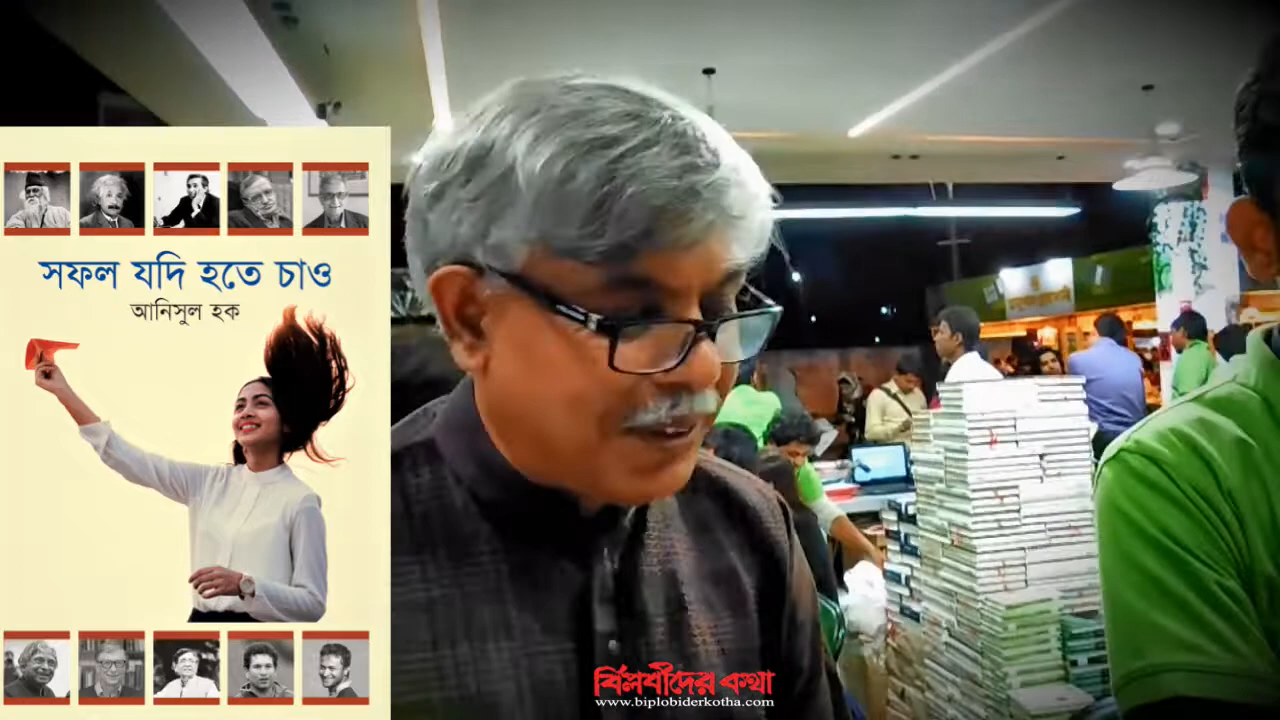 সফল যদি হতে চাও
আনিসুল হক
বিপ্লবীদের কথা
www.biplobiderkotha.com